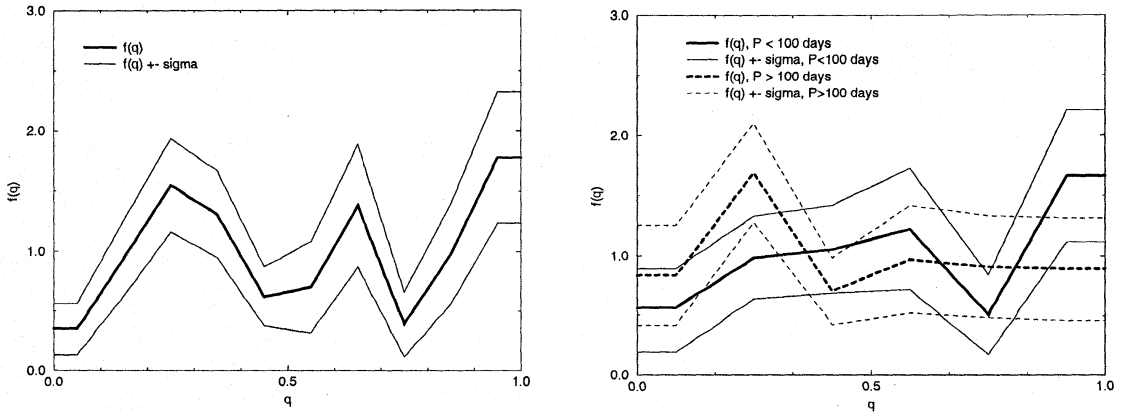 3.0
f(q)
f(q) +- sigma
2.0
f(q)
1.0
0.0
0.0 0.5 1.0
q
3.0
f(q), P < 100 days
f(q) +- sigma, P<100 days
f(q), P > 100 days
f(q) +- sigma, P>100 days
2.0
f(q)
1.0
0.0
0.0 0.5 1.0
q